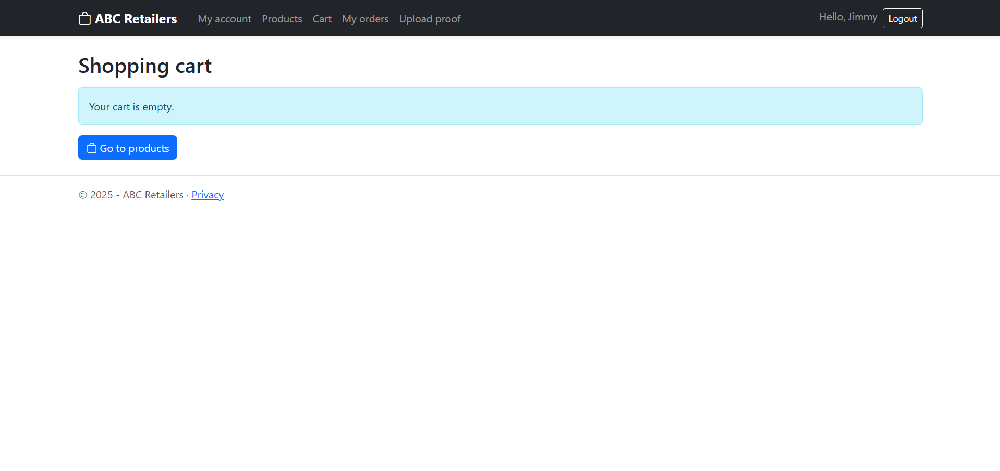 ABC Retailers My account Products Cart My orders Upload proof Hello, Jimmy Logout
Shopping cart
Your cart is empty.
Go to products
© 2025 - ABC Retailers · Privacy